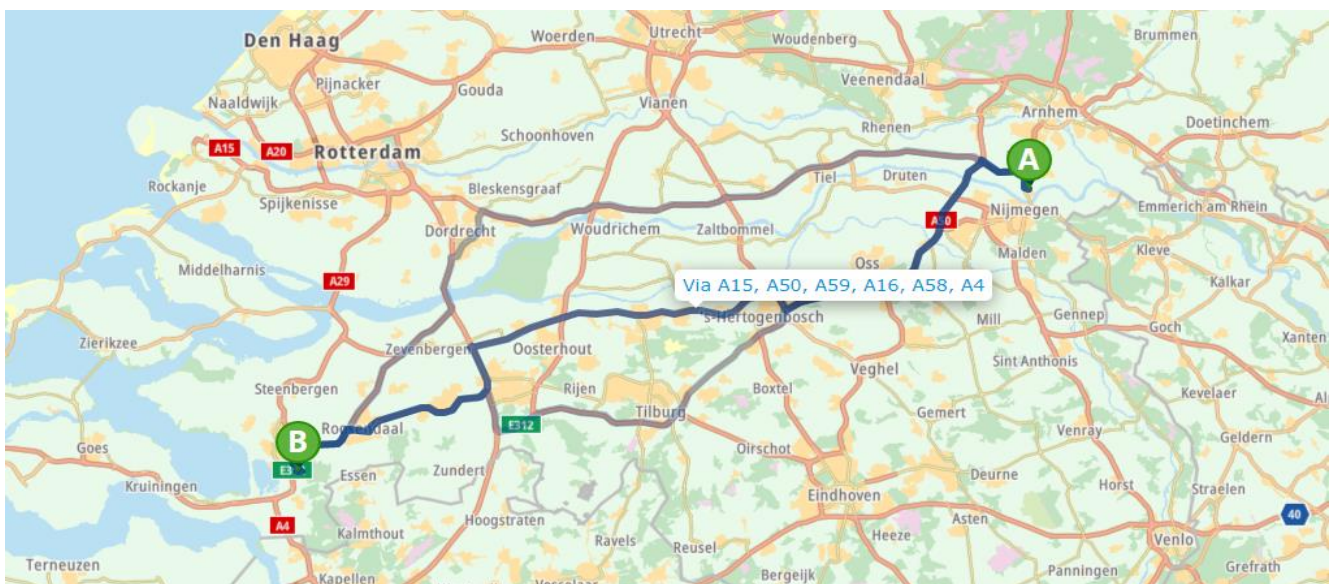 Den Haag
Utrecht
Woerden
Woudenberg
Brummen
Pijnacker
Gouda
Veenendaal
Naaldwijk
Vianen
Arnhem
Schoonhoven
Rhenen
Doetinchem
A15
A20
Rotterdam
A
Rockanje
Tiel
Druten
Bleskensgraaf
Spijkenisse
Emmerich am Rhein
Nijmegen
A50
Dordrecht
Woudrichem
Zaltbommel
Kleve
Malden
Middelharnis
Oss
A29
Kalkar
Via A15, A50, A59, A16, A58, A4
's-Hertogenbosch
Mill
Gennep
Goch
Xanten
Zierikzee
Zevenbergen
Oosterhout
Sint Anthonis
Veghel
Steenbergen
Rijen
Boxtel
Kevelaer
Tilburg
Gemert
B
Roosendaal
E312
Venray
Geldern
Goes
Oirschot
Essen
Zundert
Deurne
Kruiningen
Horst
Straelen
Eindhoven
A4
Hoogstraten
Asten
40
Kalmthout
Heeze
Ravels
Reusel
Venlo
Terneuzen
Panningen
Grefrath
Kapellen
Bergeijk